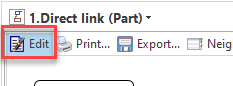 1.Direct link (Part)
Edit Print... Export... Neig